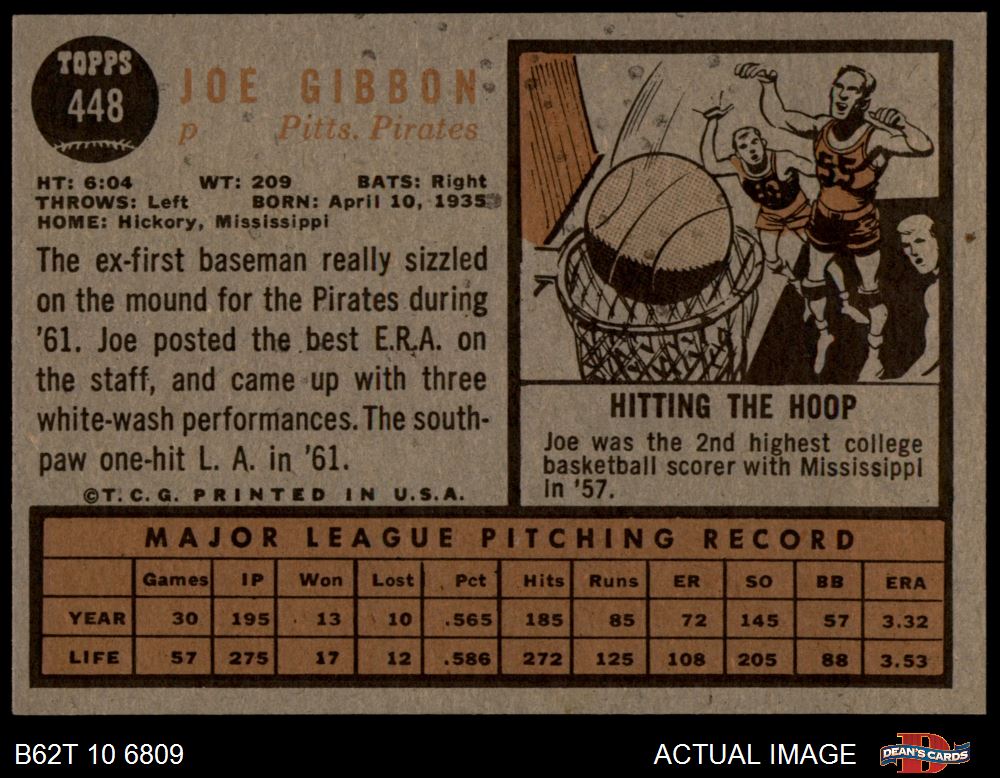 TOPPS
448
JOE GIBBON
p Pitts. Pirates
HT: 6:04 WT: 209 BATS: Right
THROWS: Left BORN: April 10, 1935
HOME: Hickory, Mississippi
The ex-first baseman really sizzled
on the mound for the Pirates during
'61. Joe posted the best E.R.A. on
the staff, and came up with three
white-wash performances. The south-
paw one-hit L. A. in '61.
©T. C. G. PRINTED IN U.S.A.
55
HITTING THE HOOP
Joe was the 2nd highest college
basketball scorer with Mississippi
in '57.
MAJOR LEAGUE PITCHING RECORD
Games IP Won Lost Pct Hits Runs ER SO BB ERA
YEAR 30 195 13 10 .565 185 85 72 145 57 3.32
LIFE 57 275 17 12 .586 272 125 108 205 88 3.53
B62T 10 6809
ACTUAL IMAGE
DEAN'S CARDS